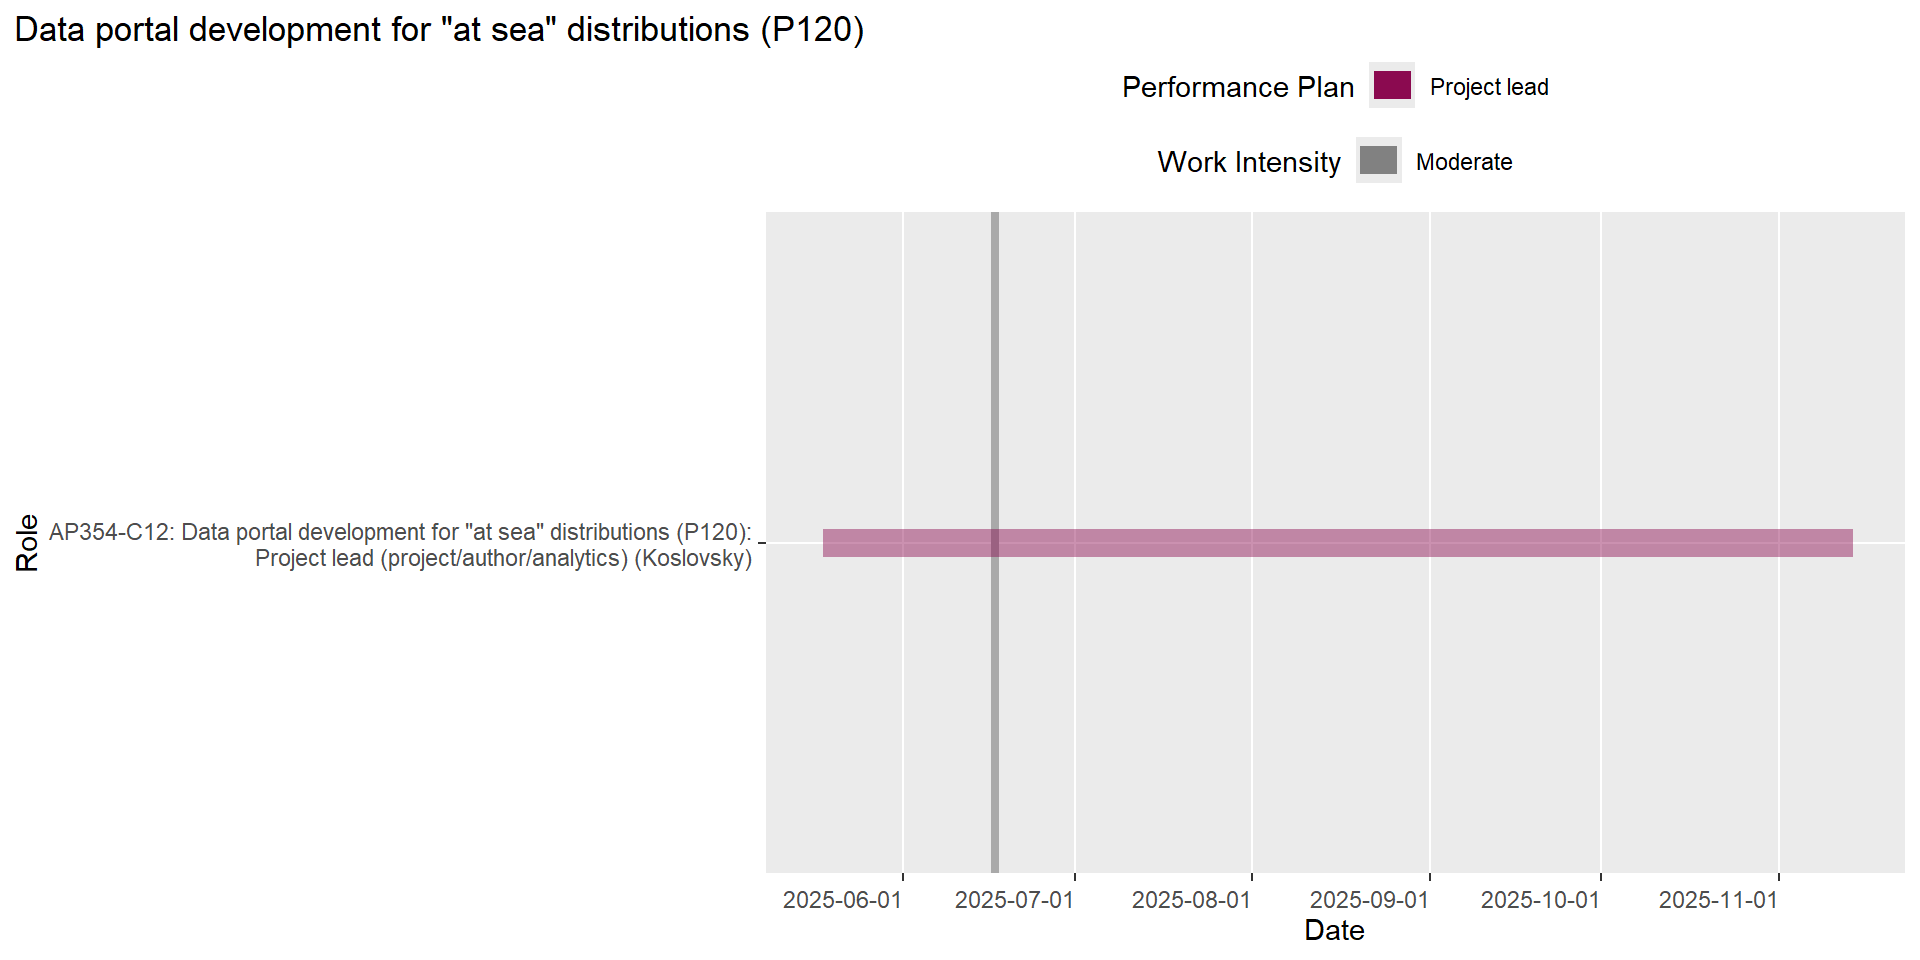 Data portal development for "at sea" distributions (P120)
Performance Plan
Project lead
Work Intensity
Moderate
Role
AP354-C12: Data portal development for "at sea" distributions (P120):
Project lead (project/author/analytics) (Koslovsky)
2025-06-01
2025-07-01
2025-08-01
2025-09-01
2025-10-01
2025-11-01
Date